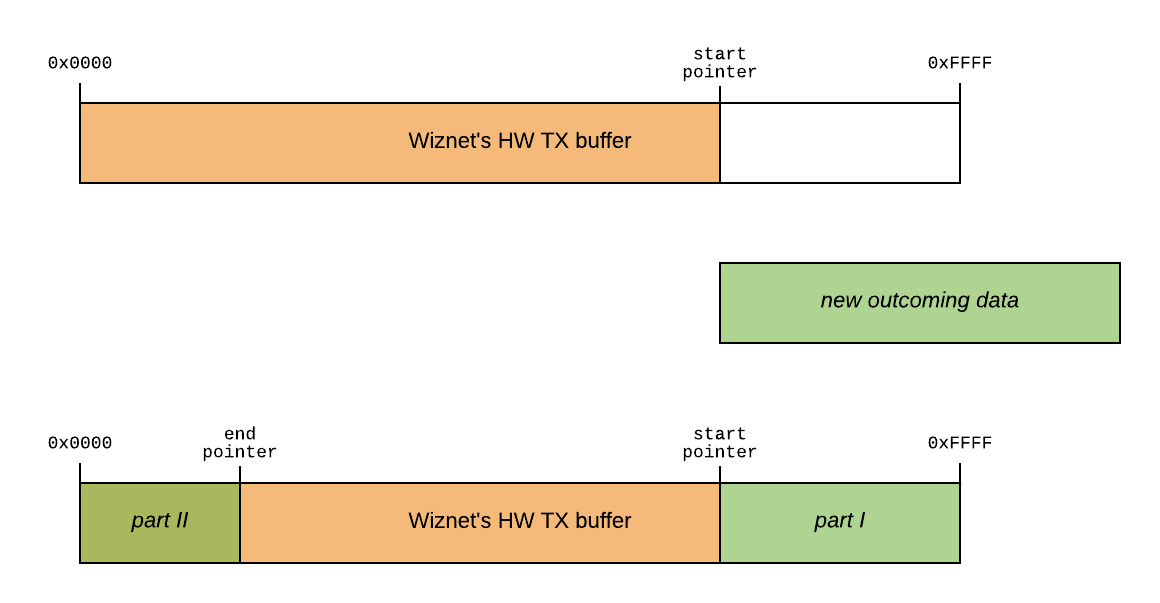 0x0000
start
pointer
0xFFFF
Wiznet's HW TX buffer
new outcoming data
0x0000
end
pointer
start
pointer
0xFFFF
part II
Wiznet's HW TX buffer
part I